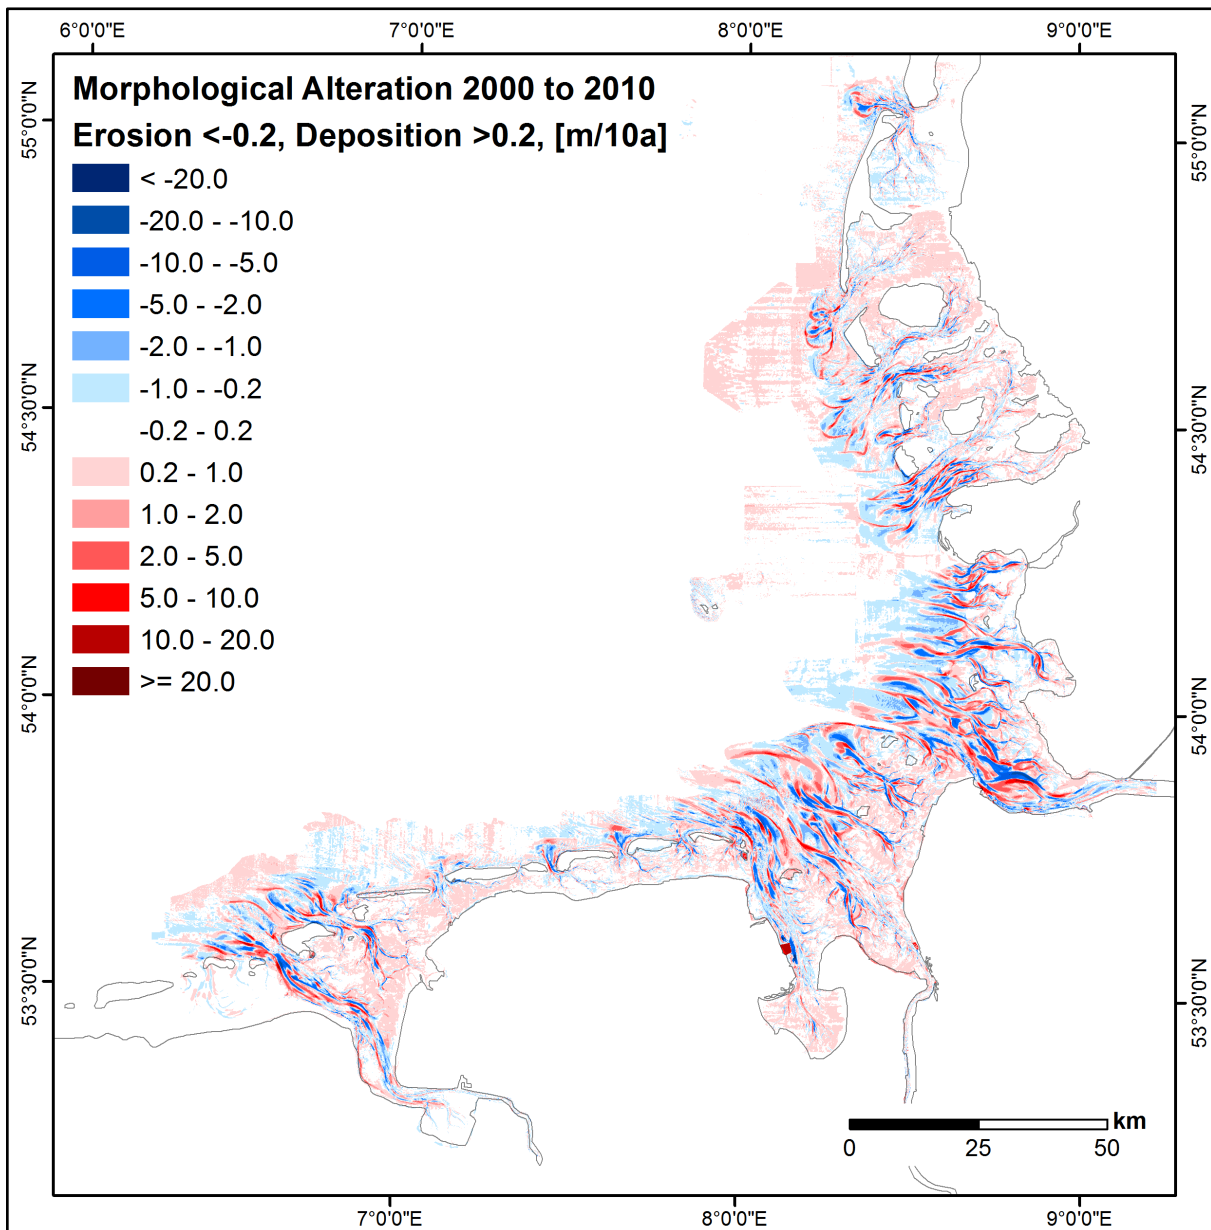 6°0'0"E 7°0'0"E 8°0'0"E 9°0'0"E
Morphological Alteration 2000 to 2010
Erosion <-0.2, Deposition >0.2, [m/10a]
< -20.0
-20.0 - -10.0
-10.0 - -5.0
-5.0 - -2.0
-2.0 - -1.0
-1.0 - -0.2
-0.2 - 0.2
0.2 - 1.0
1.0 - 2.0
2.0 - 5.0
5.0 - 10.0
10.0 - 20.0
>= 20.0
55°0'0"N
54°30'0"N
54°0'0"N
53°30'0"N
55°0'0"N
54°30'0"N
54°0'0"N
53°30'0"N
km
0 25 50
7°0'0"E 8°0'0"E 9°0'0"E